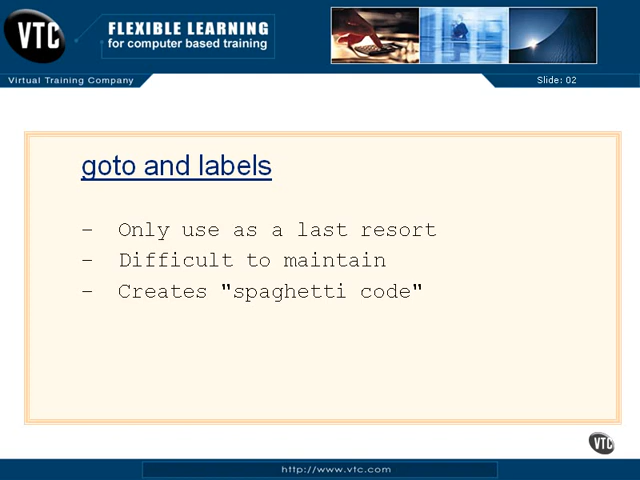 VTC
FLEXIBLE LEARNING
for computer based training
Virtual Training Company
Slide: 02
goto and labels
- Only use as a last resort
- Difficult to maintain
- Creates "spaghetti code"
VTC
http://www.vtc.com